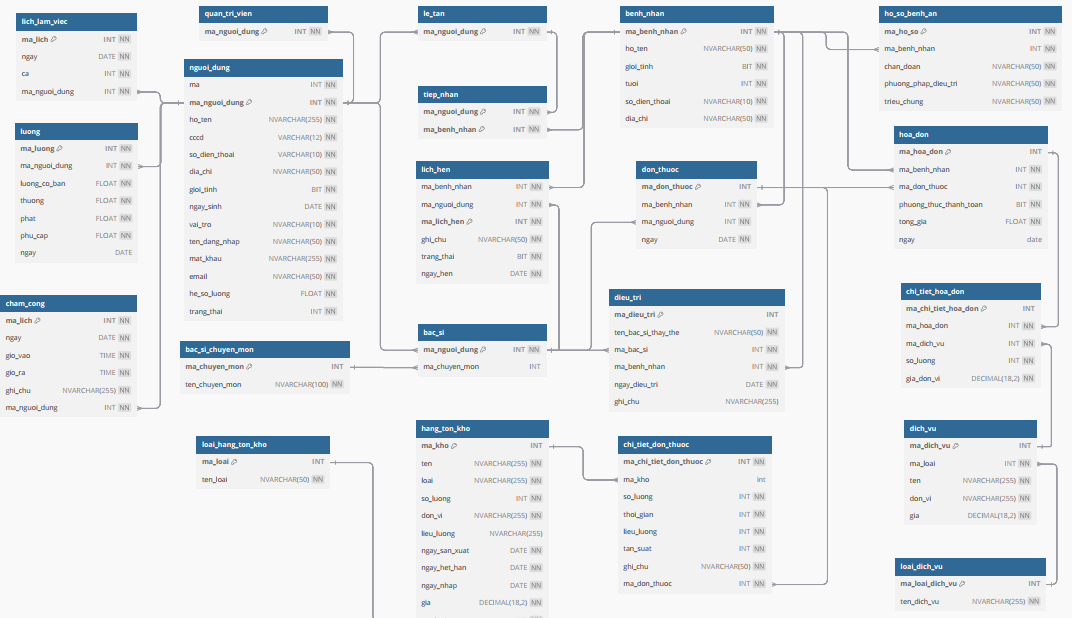 lich_lam_viec
ma_lich INT NN
ngay DATE NN
ca INT NN
ma_nguoi_dung INT NN
luong
ma_luong INT NN
ma_nguoi_dung INT NN
luong_co_ban FLOAT NN
thuong FLOAT NN
phat FLOAT NN
phu_cap FLOAT NN
ngay DATE
cham_cong
ma_lich INT NN
ngay DATE NN
gio_vao TIME NN
gio_ra TIME NN
ghi_chu NVARCHAR(255) NN
ma_nguoi_dung INT NN
quan_tri_vien
ma_nguoi_dung INT NN
nguoi_dung
ma INT NN
ma_nguoi_dung INT NN
ho_ten NVARCHAR(255) NN
cccd VARCHAR(12) NN
so_dien_thoai VARCHAR(10) NN
dia_chi NVARCHAR(50) NN
gioi_tinh BIT NN
ngay_sinh DATE NN
vai_tro NVARCHAR(10) NN
ten_dang_nhap NVARCHAR(50) NN
mat_khau NVARCHAR(255) NN
email NVARCHAR(50) NN
he_so_luong FLOAT NN
trang_thai INT NN
bac_si_chuyen_mon
ma_chuyen_mon INT NN
ten_chuyen_mon NVARCHAR(100) NN
loai_hang_ton_kho
ma_loai INT NN
ten_loai NVARCHAR(50) NN
le_tan
ma_nguoi_dung INT NN
tiep_nhan
ma_nguoi_dung INT NN
ma_benh_nhan INT NN
lich_hen
ma_benh_nhan INT NN
ma_nguoi_dung INT NN
ma_lich_hen INT NN
ghi_chu NVARCHAR(50) NN
trang_thai BIT NN
ngay_hen DATE NN
bac_si
ma_nguoi_dung INT NN
ma_chuyen_mon INT
hang_ton_kho
ma_kho INT NN
ten NVARCHAR(255) NN
loai NVARCHAR(255) NN
so_luong INT NN
don_vi NVARCHAR(255) NN
lieu_luong NVARCHAR(255)
ngay_san_xuat DATE NN
ngay_het_han DATE NN
ngay_nhap DATE NN
gia DECIMAL(18,2) NN
benh_nhan
ma_benh_nhan INT NN
ho_ten NVARCHAR(50) NN
gioi_tinh BIT NN
tuoi INT NN
so_dien_thoai NVARCHAR(10) NN
dia_chi NVARCHAR(50) NN
don_thuoc
ma_don_thuoc INT
ma_benh_nhan INT NN
ma_nguoi_dung INT NN
ngay DATE NN
dieu_tri
ma_dieu_tri INT
ten_bac_si_thay_the NVARCHAR(50) NN
ma_bac_si INT NN
ma_benh_nhan INT NN
ngay_dieu_tri DATE NN
ghi_chu NVARCHAR(255)
chi_tiet_don_thuoc
ma_chi_tiet_don_thuoc INT NN
ma_kho int
so_luong INT NN
thoi_gian INT NN
lieu_luong INT NN
tan_suat INT NN
ghi_chu NVARCHAR(50) NN
ma_don_thuoc INT NN
ho_so_benh_an
ma_ho_so INT NN
ma_benh_nhan INT NN
chan_doan NVARCHAR(50) NN
phuong_phap_dieu_tri NVARCHAR(50) NN
trieu_chung NVARCHAR(50) NN
hoa_don
ma_hoa_don INT
ma_benh_nhan INT NN
ma_don_thuoc INT NN
phuong_thuc_thanh_toan BIT NN
tong_gia FLOAT NN
ngay date
chi_tiet_hoa_don
ma_chi_tiet_hoa_don INT
ma_hoa_don INT NN
ma_dich_vu INT NN
so_luong INT NN
gia_don_vi DECIMAL(18,2) NN
dich_vu
ma_dich_vu INT
ma_loai INT NN
ten NVARCHAR(255) NN
don_vi NVARCHAR(255) NN
gia DECIMAL(18,2) NN
loai_dich_vu
ma_loai_dich_vu INT
ten_dich_vu NVARCHAR(255) NN